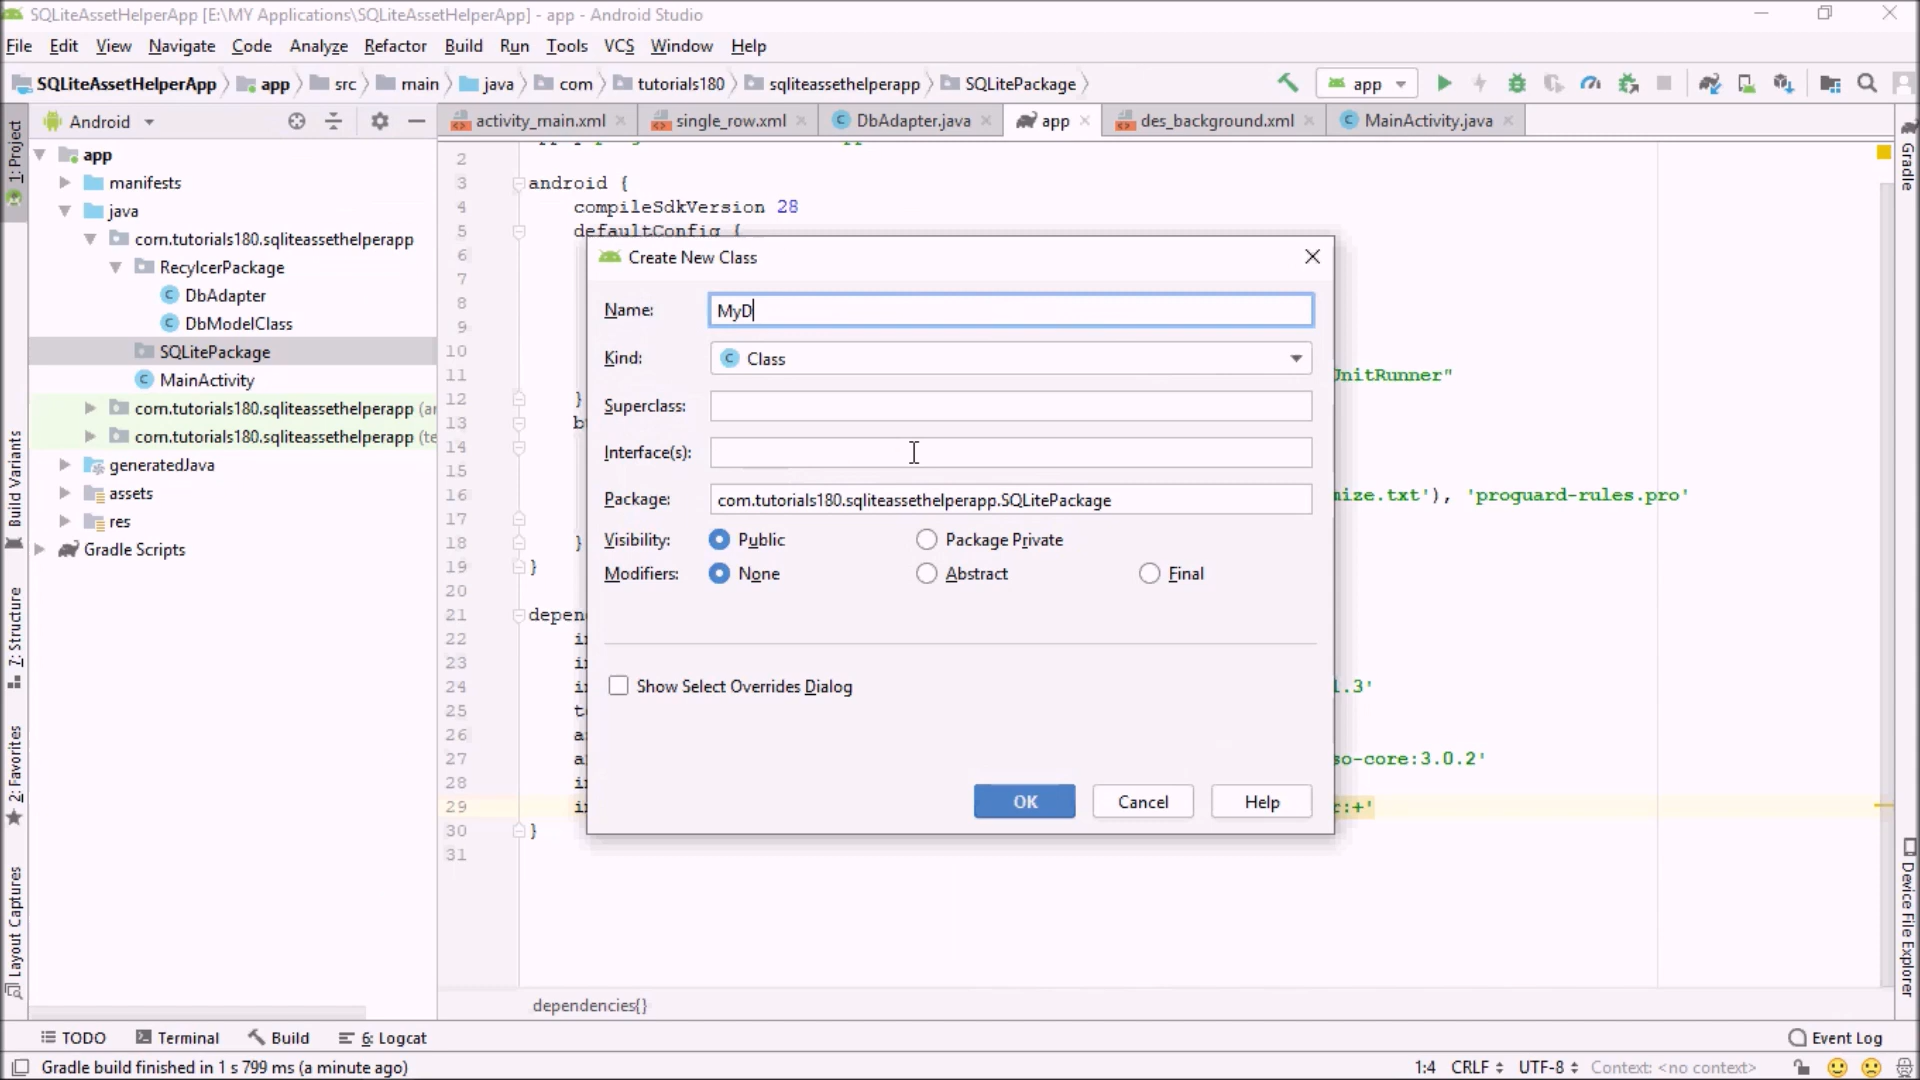 SQLiteAssetHelperApp [E:\MY Applications\SQLiteAssetHelperApp] - app - Android Studio
File Edit View Navigate Code Analyze Refactor Build Run Tools VCS Window Help
SQLiteAssetHelperApp app src main java com tutorials180 sqliteassethelperapp SQLitePackage app
Android activity_main.xml single_row.xml DbAdapter.java app des_background.xml MainActivity.java
1: Project
Build Variants
7: Structure
2: Favorites
Layout Captures
app
manifests
java
com.tutorials180.sqliteassethelperapp
RecylcerPackage
DbAdapter
DbModelClass
SQLitePackage
MainActivity
com.tutorials180.sqliteassethelperapp (a
com.tutorials180.sqliteassethelperapp (te
generatedJava
assets
res
Gradle Scripts
2
3 android {
4 compileSdkVersion 28
5 defaultConfig {
6
7
8
9
10
11 UnitRunner"
12 }
13 b
14
15
16 mize.txt'), 'proguard-rules.pro'
17
18 }
19 }
20
21 depen
22 i
23 i
24 i 1.3'
25 t
26 a
27 a so-core:3.0.2'
28 i
29 i :+'
30 }
31
Create New Class
Name: MyD
Kind: Class
Superclass:
Interface(s):
Package: com.tutorials180.sqliteassethelperapp.SQLitePackage
Visibility: Public Package Private
Modifiers: None Abstract Final
Show Select Overrides Dialog
OK Cancel Help
dependencies{}
Gradle
Device File Explorer
TODO Terminal Build 6: Logcat Event Log
Gradle build finished in 1 s 799 ms (a minute ago) 1:4 CRLF UTF-8 Context: <no context>